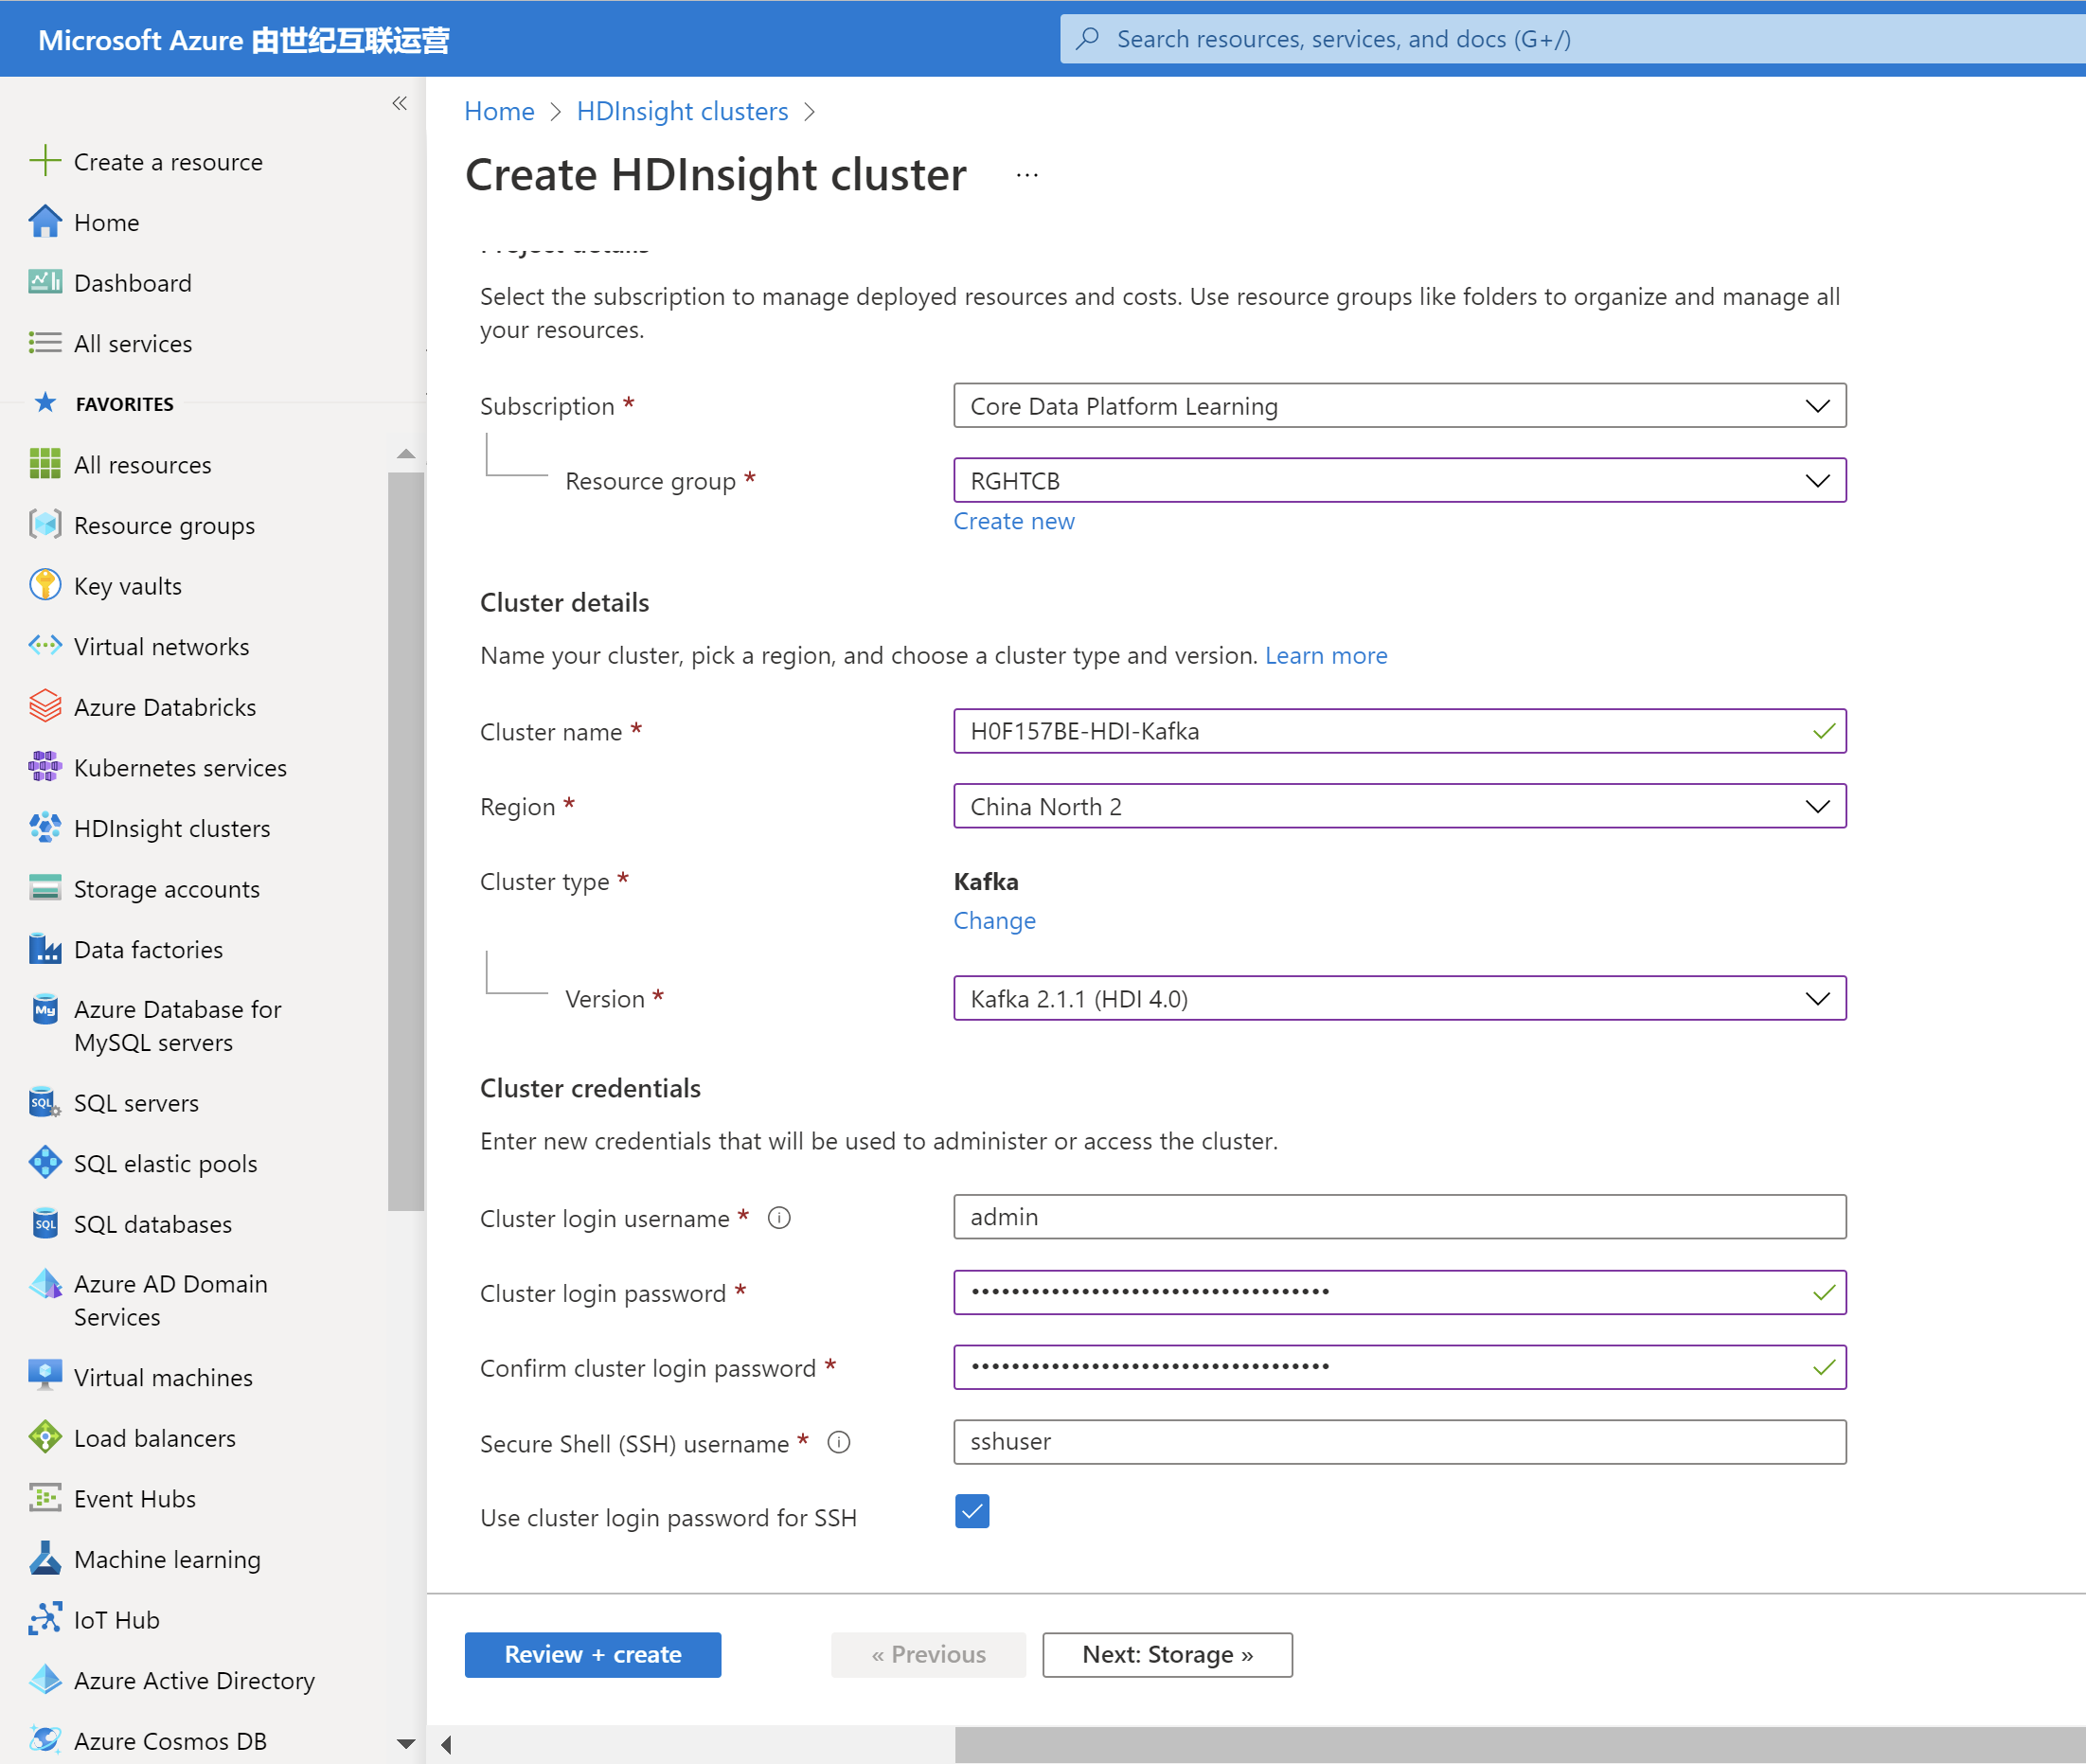 Microsoft Azure 由世纪互联运营
Search resources, services, and docs (G+/)
«
Create a resource
Home
Dashboard
All services
FAVORITES
All resources
Resource groups
Key vaults
Virtual networks
Azure Databricks
Kubernetes services
HDInsight clusters
Storage accounts
Data factories
Azure Database for
MySQL servers
SQL servers
SQL elastic pools
SQL databases
Azure AD Domain
Services
Virtual machines
Load balancers
Event Hubs
Machine learning
IoT Hub
Azure Active Directory
Azure Cosmos DB
Home > HDInsight clusters >
Create HDInsight cluster ...
Project details
Select the subscription to manage deployed resources and costs. Use resource groups like folders to organize and manage all
your resources.
Subscription * Core Data Platform Learning
Resource group * RGHTCB
Create new
Cluster details
Name your cluster, pick a region, and choose a cluster type and version. Learn more
Cluster name * H0F157BE-HDI-Kafka
Region * China North 2
Cluster type * Kafka
Change
Version * Kafka 2.1.1 (HDI 4.0)
Cluster credentials
Enter new credentials that will be used to administer or access the cluster.
Cluster login username * admin
Cluster login password * ••••••••••••••••••••••••••••••••••••
Confirm cluster login password * ••••••••••••••••••••••••••••••••••••
Secure Shell (SSH) username * sshuser
Use cluster login password for SSH
Review + create « Previous Next: Storage »